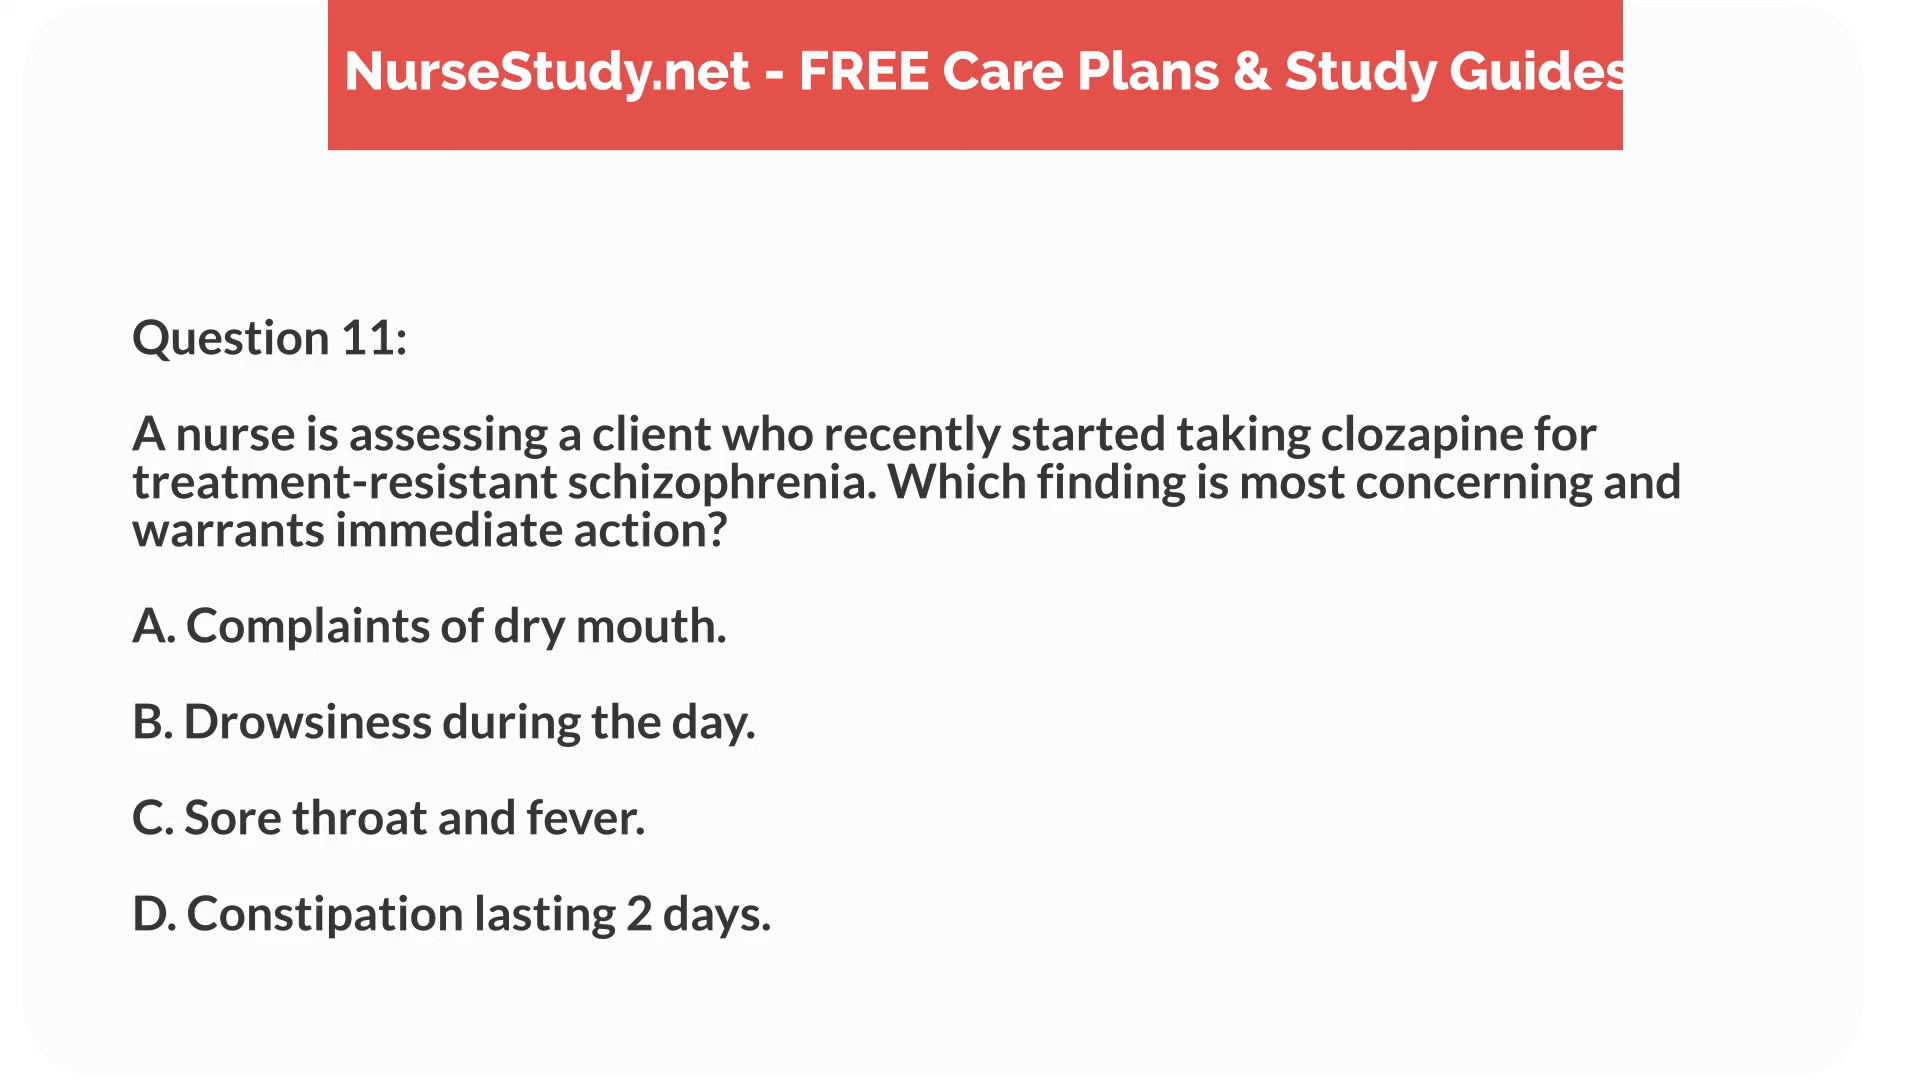 NurseStudy.net - FREE Care Plans & Study Guides
Question 11:
A nurse is assessing a client who recently started taking clozapine for
treatment-resistant schizophrenia. Which finding is most concerning and
warrants immediate action?
A. Complaints of dry mouth.
B. Drowsiness during the day.
C. Sore throat and fever.
D. Constipation lasting 2 days.